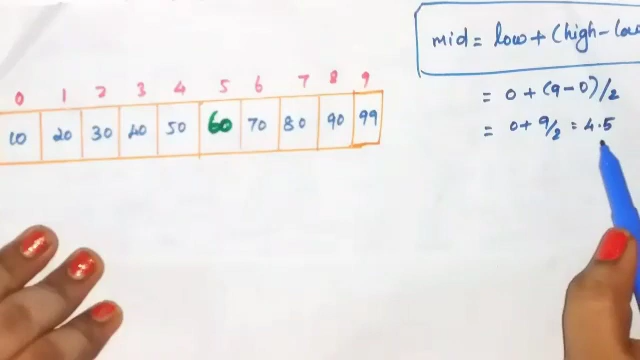 mid = low + (high - low
= 0 + (9-0)/2
= 0 + 9/2 = 4.5
0 1 2 3 4 5 6 7 8 9
10 20 30 40 50 60 70 80 90 99